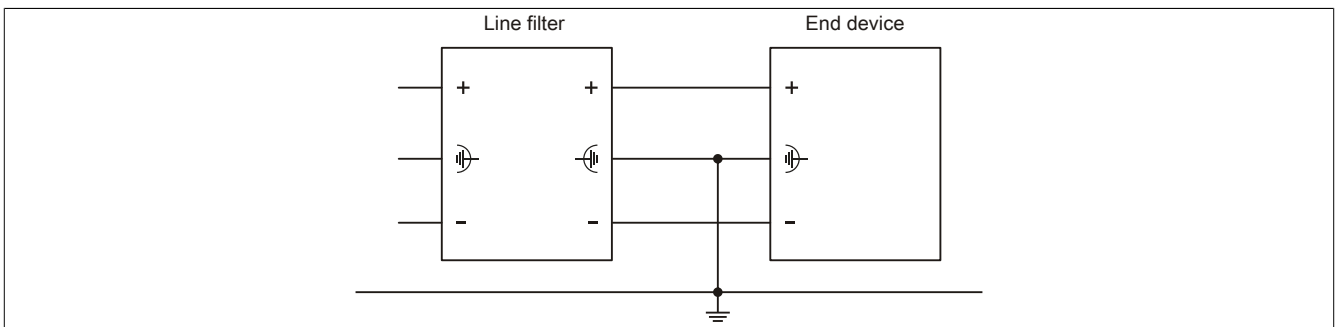 Line filter End device
+ + +
- - -